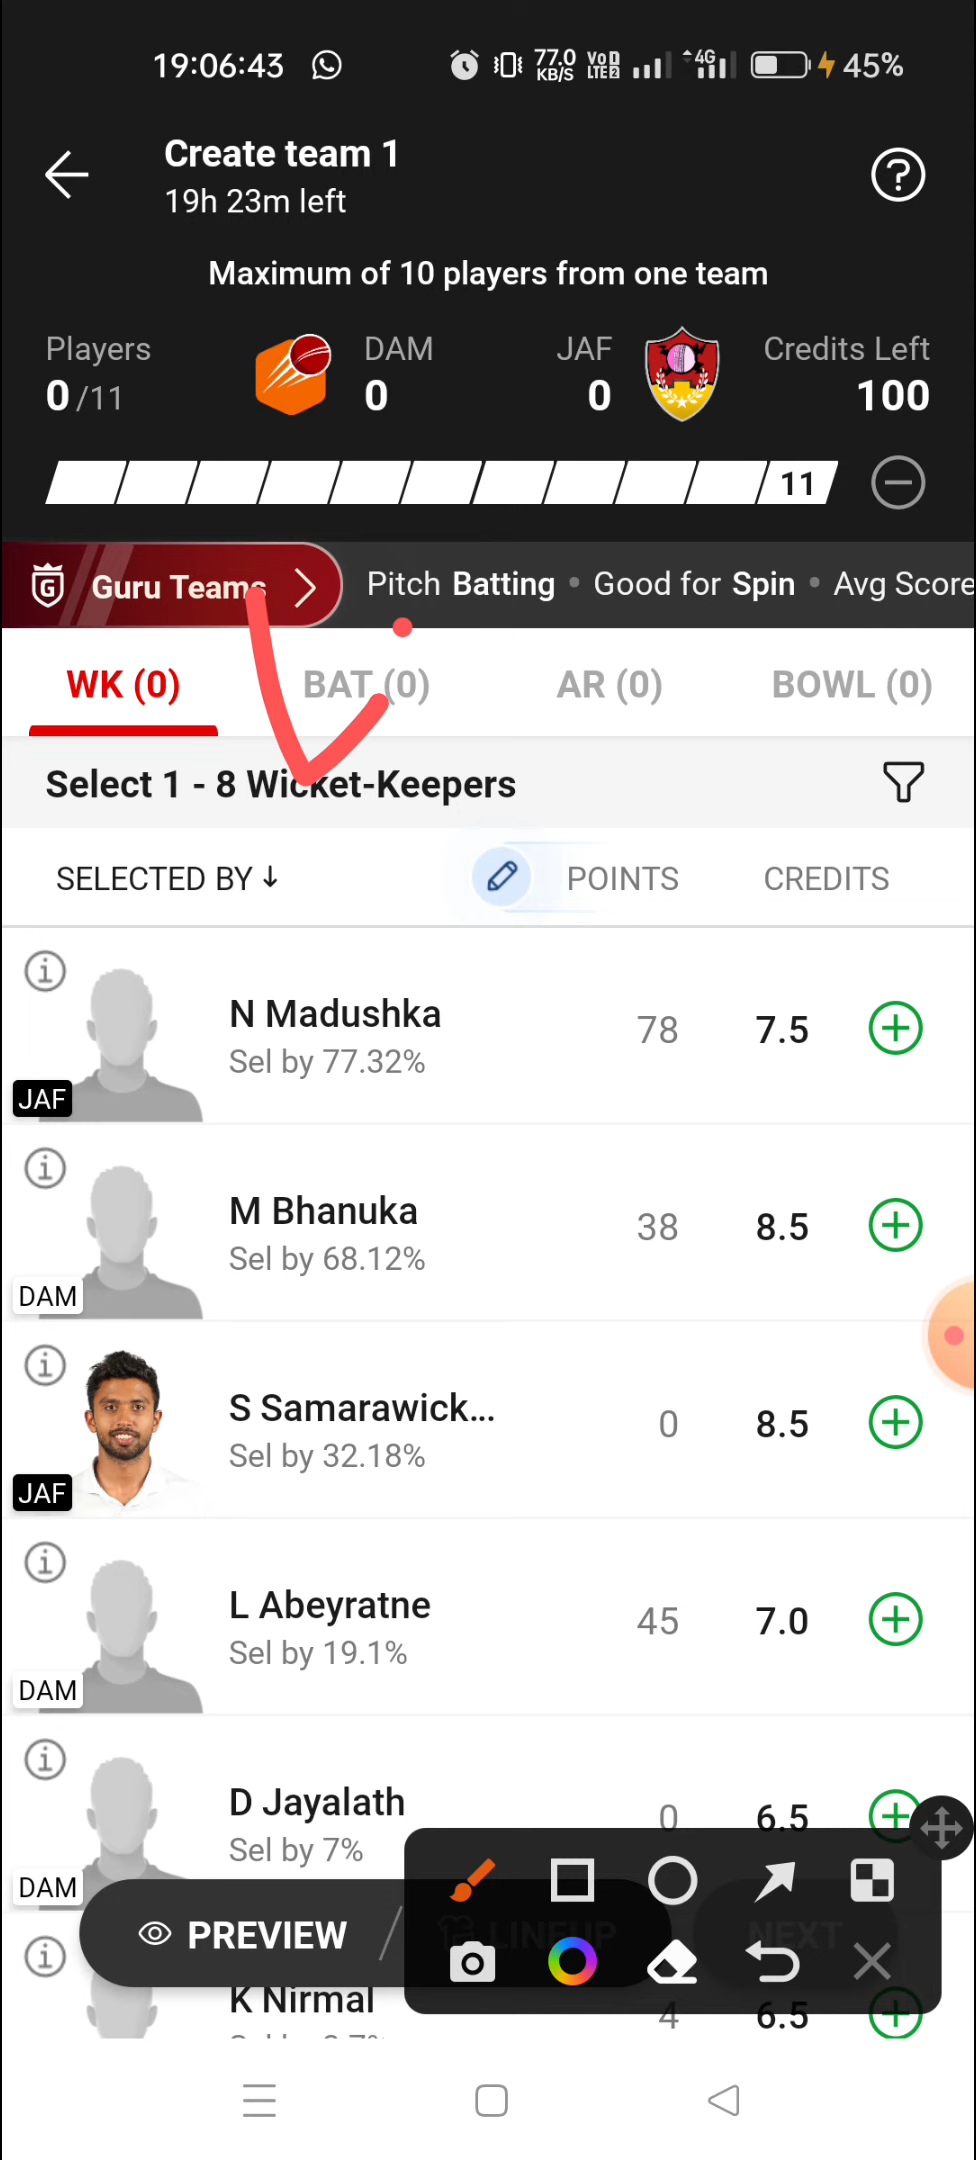 19:06:43 77.0 KB/S VoD LTE2 4G 45%
Create team 1
19h 23m left
Maximum of 10 players from one team
Players DAM JAF Credits Left
0/11 0 0 100
11
G Guru Teams Pitch Batting • Good for Spin • Avg Score
WK (0) BAT (0) AR (0) BOWL (0)
Select 1 - 8 Wicket-Keepers
SELECTED BY ↓ POINTS CREDITS
N Madushka 78 7.5
Sel by 77.32%
JAF
M Bhanuka 38 8.5
Sel by 68.12%
DAM
S Samarawick... 0 8.5
Sel by 32.18%
JAF
L Abeyratne 45 7.0
Sel by 19.1%
DAM
D Jayalath 0 6.5
Sel by 7%
DAM
PREVIEW LINEUP NEXT
K Nirmal 4 6.5